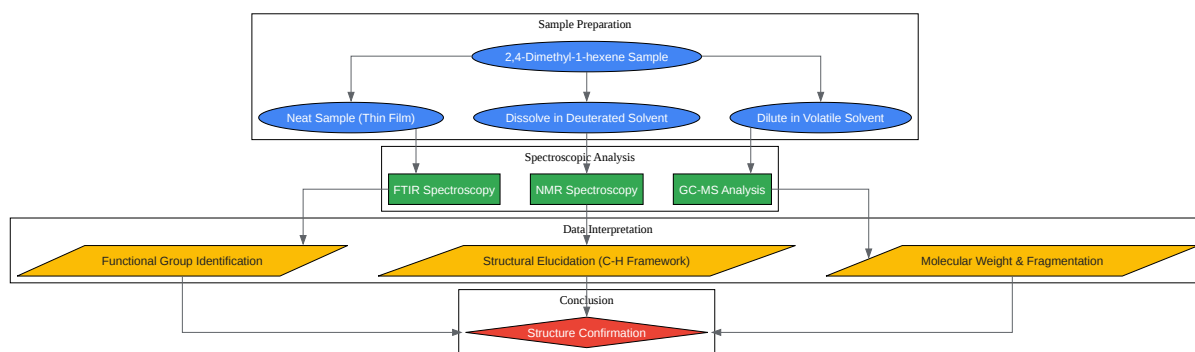 Sample Preparation
2,4-Dimethyl-1-hexene Sample
Neat Sample (Thin Film)
Dissolve in Deuterated Solvent
Dilute in Volatile Solvent
Spectroscopic Analysis
FTIR Spectroscopy
NMR Spectroscopy
GC-MS Analysis
Data Interpretation
Functional Group Identification
Structural Elucidation (C-H Framework)
Molecular Weight & Fragmentation
Conclusion
Structure Confirmation